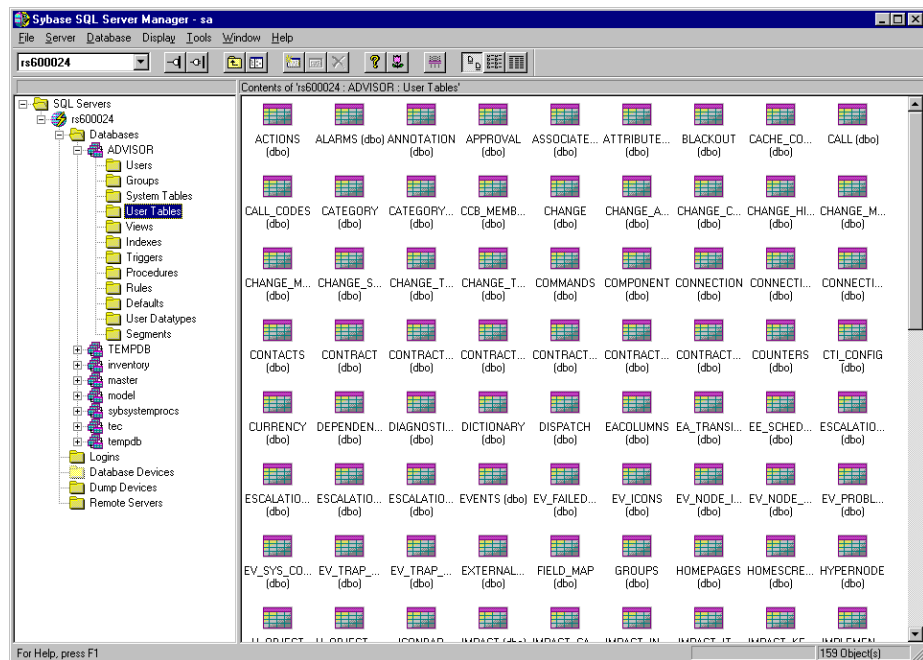 Sybase SQL Server Manager - sa
File Server Database Display Tools Window Help
rs600024
Contents of 'rs600024 : ADVISOR : User Tables'
SQL Servers
rs600024
Databases
ADVISOR
Users
Groups
System Tables
User Tables
Views
Indexes
Triggers
Procedures
Rules
Defaults
User Datatypes
Segments
TEMPDB
inventory
master
model
sybsystemprocs
tec
tempdb
Logins
Database Devices
Dump Devices
Remote Servers
ACTIONS ALARMS (dbo) ANNOTATION APPROVAL ASSOCIATE... ATTRIBUTE... BLACKOUT CACHE_CO... CALL (dbo)
(dbo) (dbo) (dbo) (dbo) (dbo) (dbo) (dbo)
CALL_CODES CATEGORY CATEGORY... CCB_MEMB... CHANGE CHANGE_A... CHANGE_C... CHANGE_HI... CHANGE_M...
(dbo) (dbo) (dbo) (dbo) (dbo) (dbo) (dbo) (dbo) (dbo)
CHANGE_M... CHANGE_S... CHANGE_T... CHANGE_T... COMMANDS COMPONENT CONNECTION CONNECTI... CONNECTI...
(dbo) (dbo) (dbo) (dbo) (dbo) (dbo) (dbo) (dbo) (dbo)
CONTACTS CONTRACT CONTRACT... CONTRACT... CONTRACT... CONTRACT... CONTRACT... COUNTERS CTI_CONFIG
(dbo) (dbo) (dbo) (dbo) (dbo) (dbo) (dbo) (dbo) (dbo)
CURRENCY DEPENDEN... DIAGNOSTI... DICTIONARY DISPATCH EACOLUMNS EA_TRANSI... EE_SCHED... ESCALATIO...
(dbo) (dbo) (dbo) (dbo) (dbo) (dbo) (dbo) (dbo) (dbo)
ESCALATIO... ESCALATIO... ESCALATIO... EVENTS (dbo) EV_FAILED... EV_ICONS EV_NODE_I... EV_NODE_... EV_PROBL...
(dbo) (dbo) (dbo) (dbo) (dbo) (dbo) (dbo) (dbo)
EV_SYS_CO... EV_TRAP_... EV_TRAP_... EXTERNAL... FIELD_MAP GROUPS HOMEPAGES HOMESCRE... HYPERNODE
(dbo) (dbo) (dbo) (dbo) (dbo) (dbo) (dbo) (dbo) (dbo)
For Help, press F1
159 Object(s)